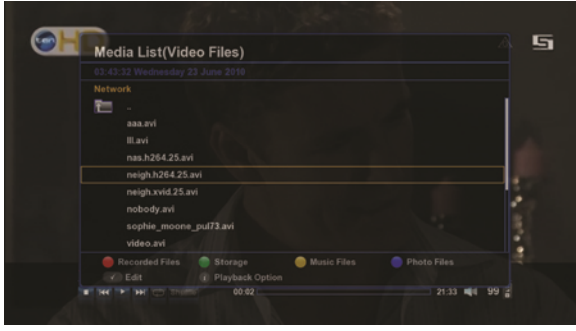 ten HD
Media List(Video Files)
03:43:32 Wednesday 23 June 2010
Network
..
aaa.avi
lll.avi
nas.h264.25.avi
neigh.h264.25.avi
neigh.xvid.25.avi
nobody.avi
sophie_moone_pul73.avi
video.avi
Recorded Files Storage Music Files Photo Files
Edit i Playback Option
00:02 21:33 99